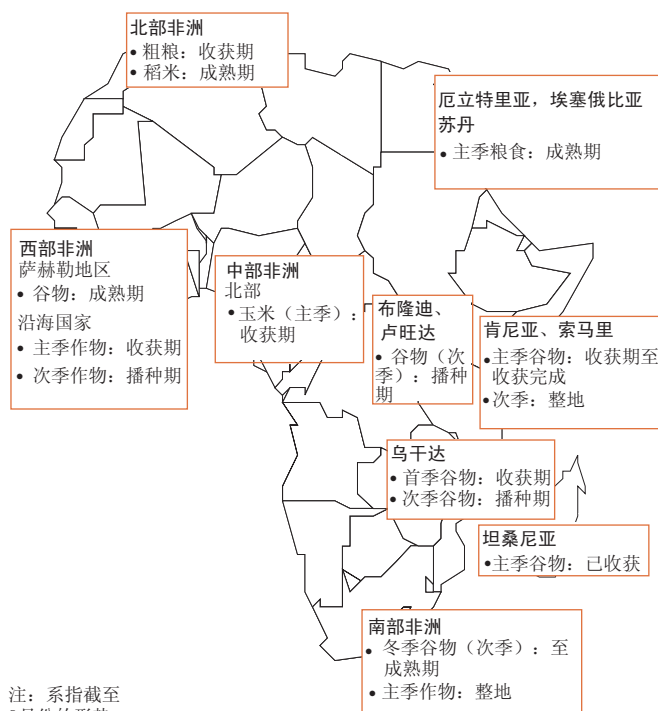 北部非洲
• 粗粮：收获期
• 稻米：成熟期
厄立特里亚，埃塞俄比亚
苏丹
• 主季粮食：成熟期
西部非洲
萨赫勒地区
• 谷物：成熟期
沿海国家
• 主季作物：收获期
• 次季作物：播种期
中部非洲
北部
• 玉米（主季）：
收获期
布隆迪、
卢旺达
• 谷物（次
季）：播种
期
肯尼亚、索马里
• 主季谷物：收获期至
收获完成
• 次季：整地
乌干达
• 首季谷物：收获期
• 次季谷物：播种期
坦桑尼亚
• 主季谷物：已收获
南部非洲
• 冬季谷物（次季）：至
成熟期
• 主季作物：整地
注：系指截至